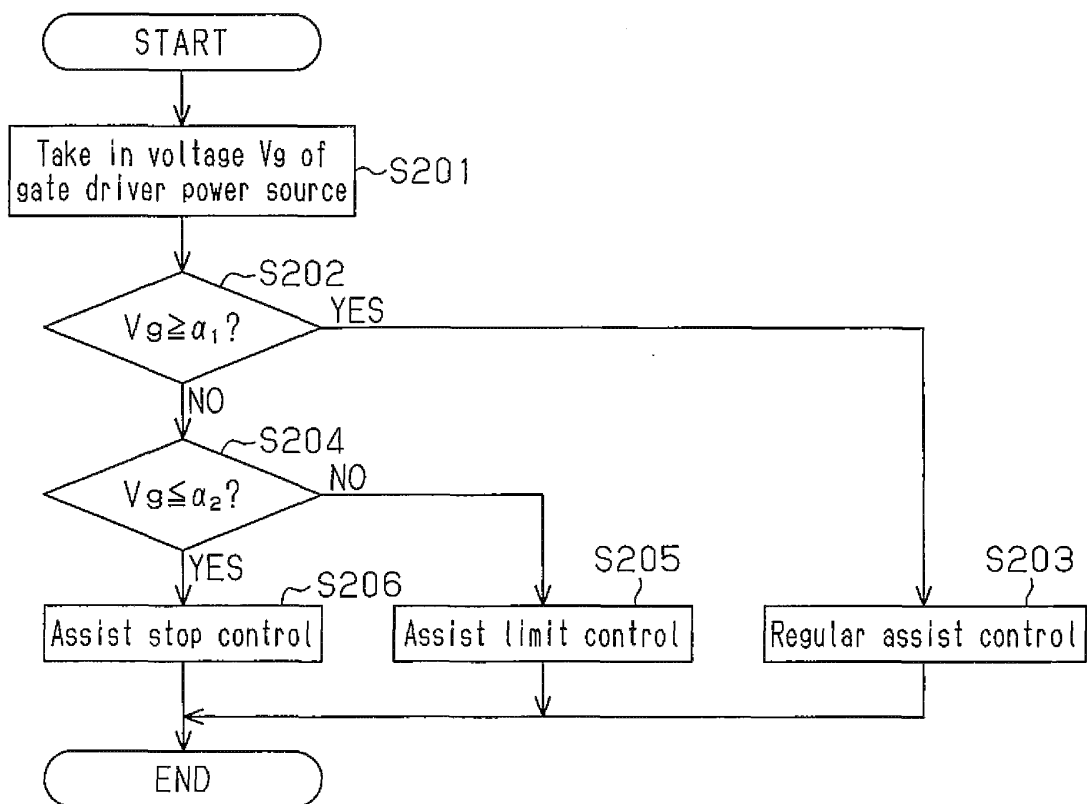 START
Take in voltage Vg of
gate driver power source
S201
S202
Vg≧α₁?
YES
NO
S204
Vg≦α₂?
NO
YES
S206
S205
S203
Assist stop control
Assist limit control
Regular assist control
END